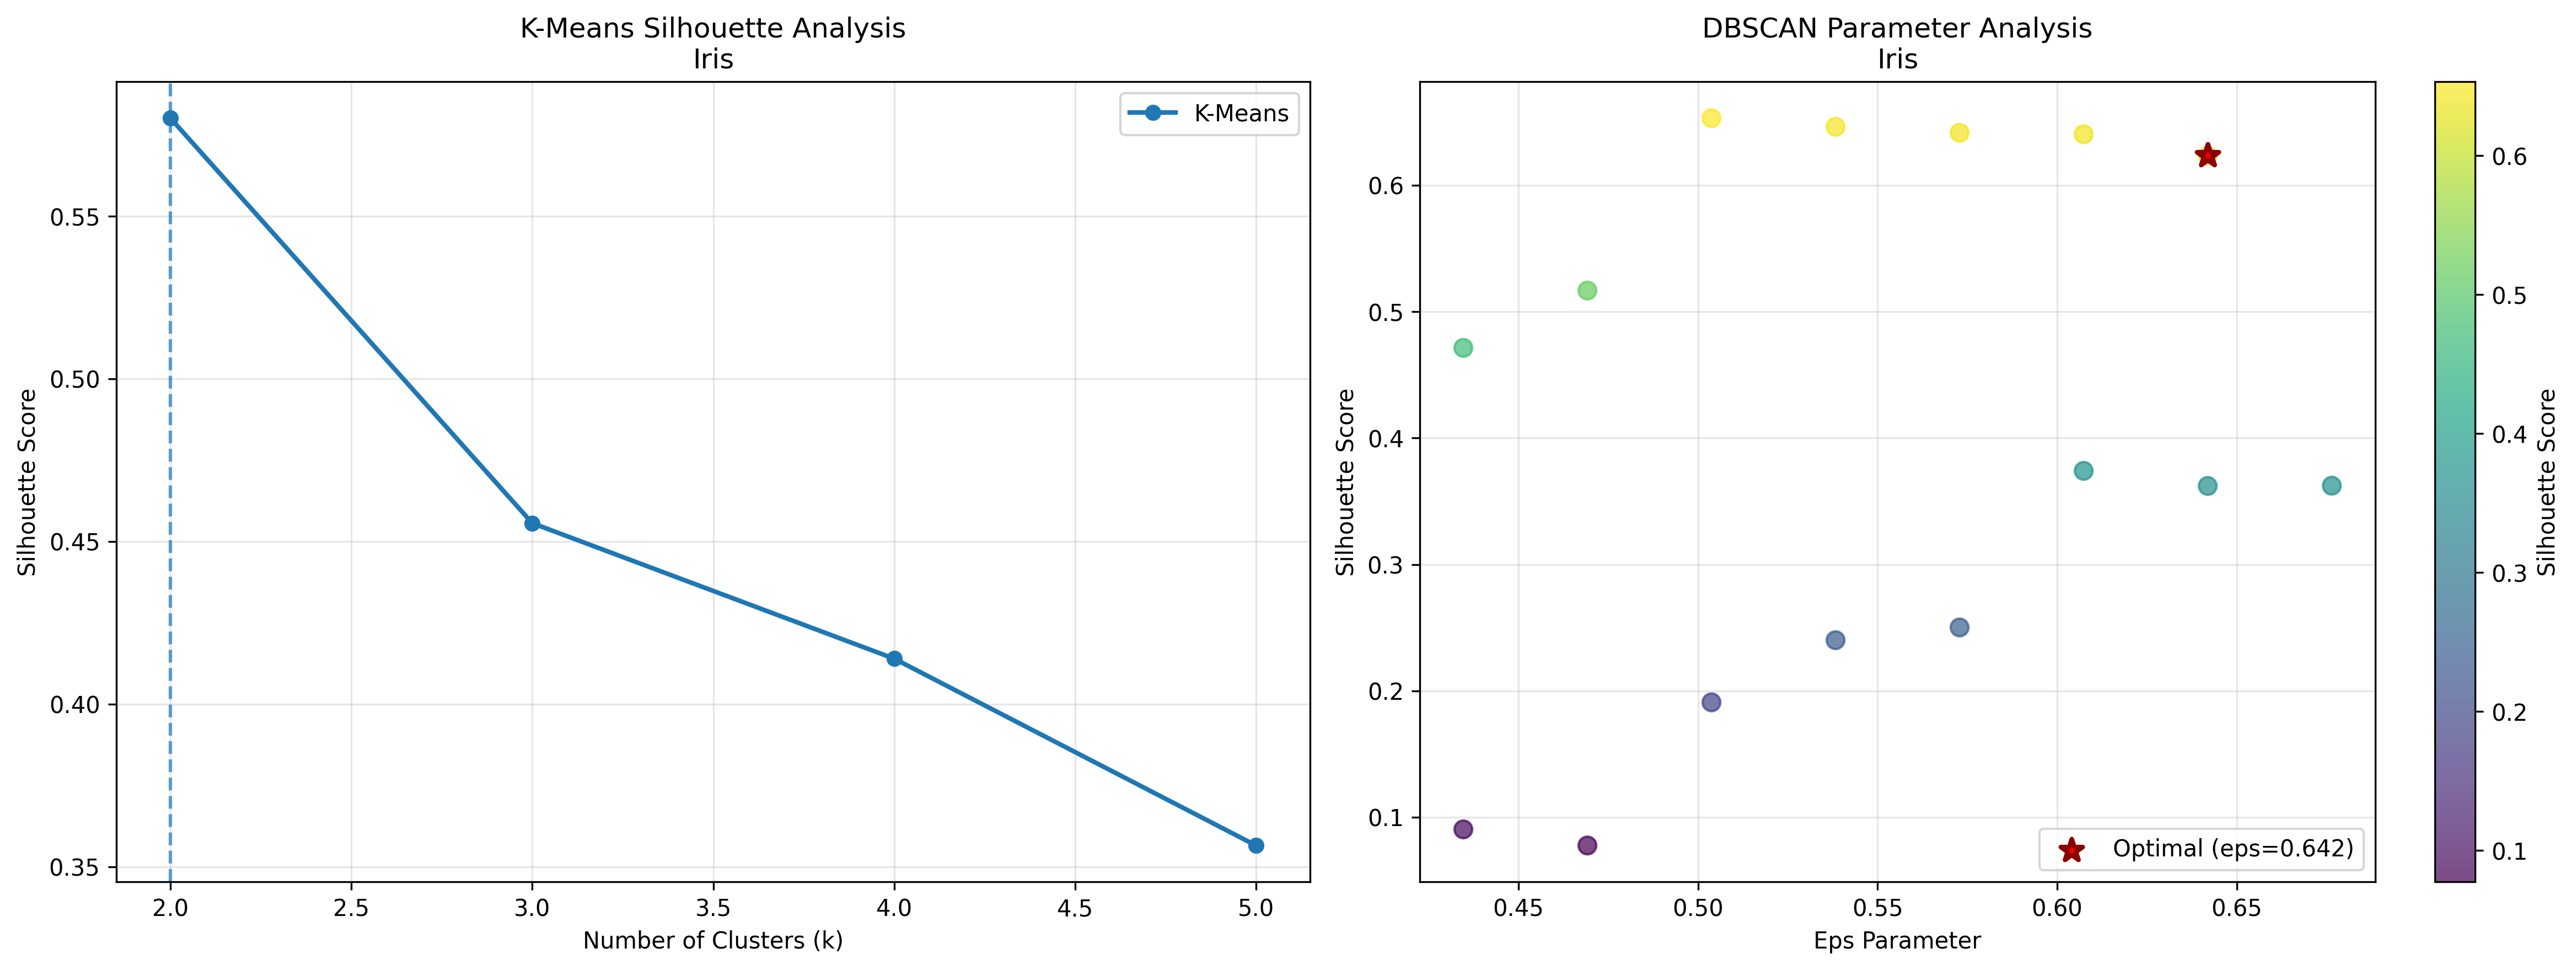 K-Means Silhouette Analysis
Iris
K-Means
Silhouette Score
0.55
0.50
0.45
0.40
0.35
2.0
2.5
3.0
3.5
4.0
4.5
5.0
Number of Clusters (k)
DBSCAN Parameter Analysis
Iris
Silhouette Score
0.6
0.5
0.4
0.3
0.2
0.1
Optimal (eps=0.642)
0.45
0.50
0.55
0.60
0.65
Eps Parameter
0.6
0.5
0.4
0.3
0.2
0.1
Silhouette Score